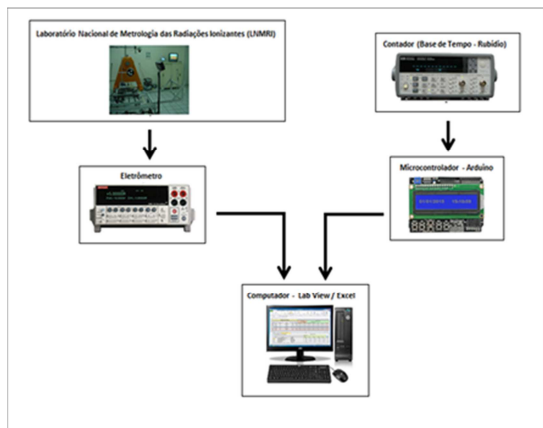 Laboratório Nacional de Metrologia das Radiações Ionizantes (LNMRI)
Contador (Base de Tempo - Rubídio)
Eletrômetro
Microcontrolador - Arduino
Computador - Lab View / Excel